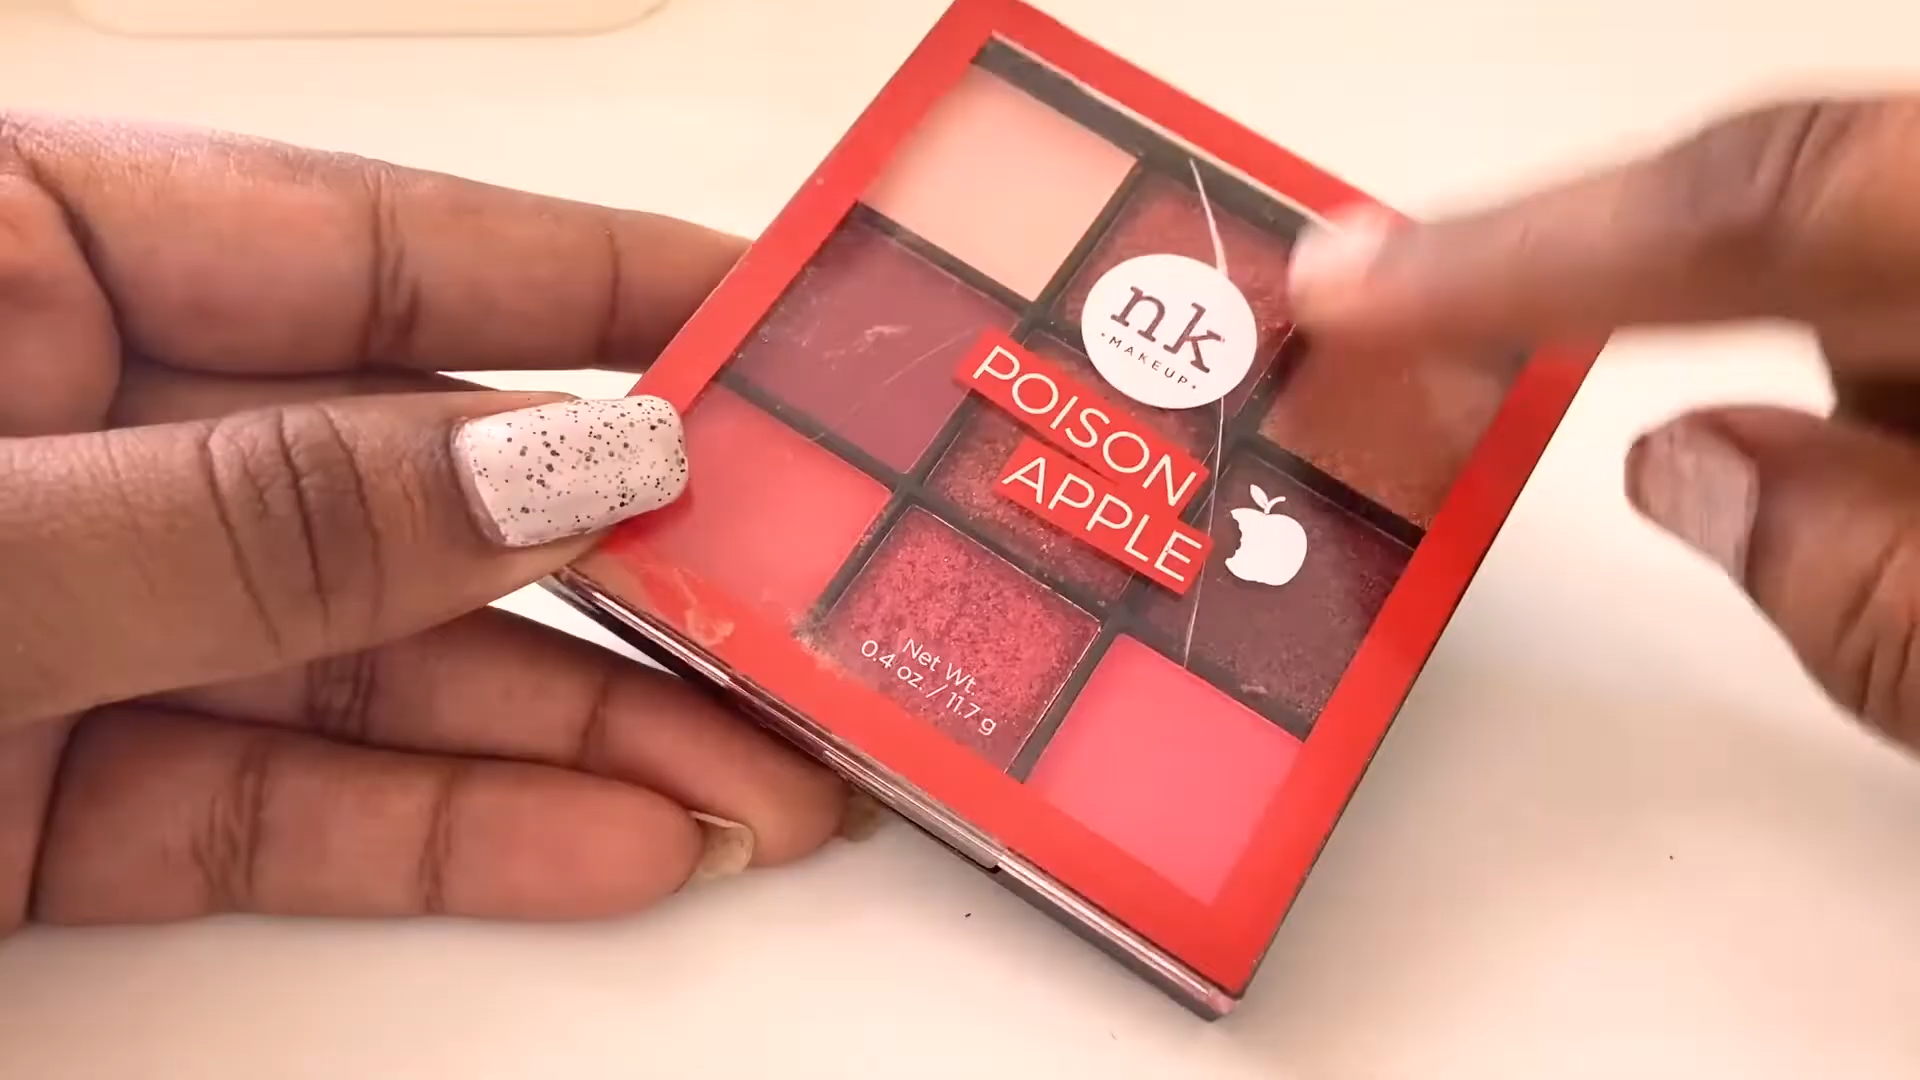 nk
·MAKEUP·
POISON
APPLE
Net Wt.
0.4 oz. / 11.7 g